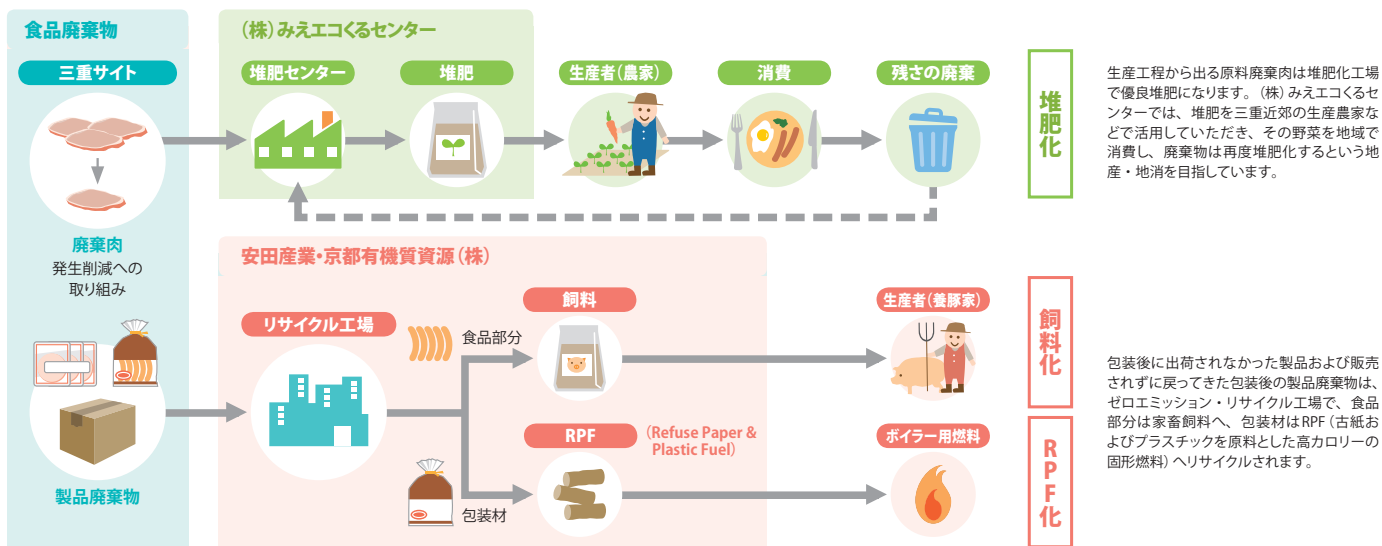 食品廃棄物
三重サイト
廃棄肉
発生削減への
取り組み
製品廃棄物
(株)みえエコくるセンター
堆肥センター
堆肥
生産者(農家)
消費
残さの廃棄
堆肥化
生産工程から出る原料廃棄肉は堆肥化工場
で優良堆肥になります。(株)みえエコくるセ
ンターでは、堆肥を三重近郊の生産農家な
どで活用していただき、その野菜を地域で
消費し、廃棄物は再度堆肥化するという地
産・地消を目指しています。
安田産業・京都有機質資源(株)
リサイクル工場
食品部分
飼料
生産者(養豚家)
飼料化
包装材
RPF
(Refuse Paper &
Plastic Fuel)
ボイラー用燃料
RPF化
包装後に出荷されなかった製品および販売
されずに戻ってきた包装後の製品廃棄物は、
ゼロエミッション・リサイクル工場で、食品
部分は家畜飼料へ、包装材はRPF(古紙
およびプラスチックを原料とした高カロリーの
固形燃料)へリサイクルされます。